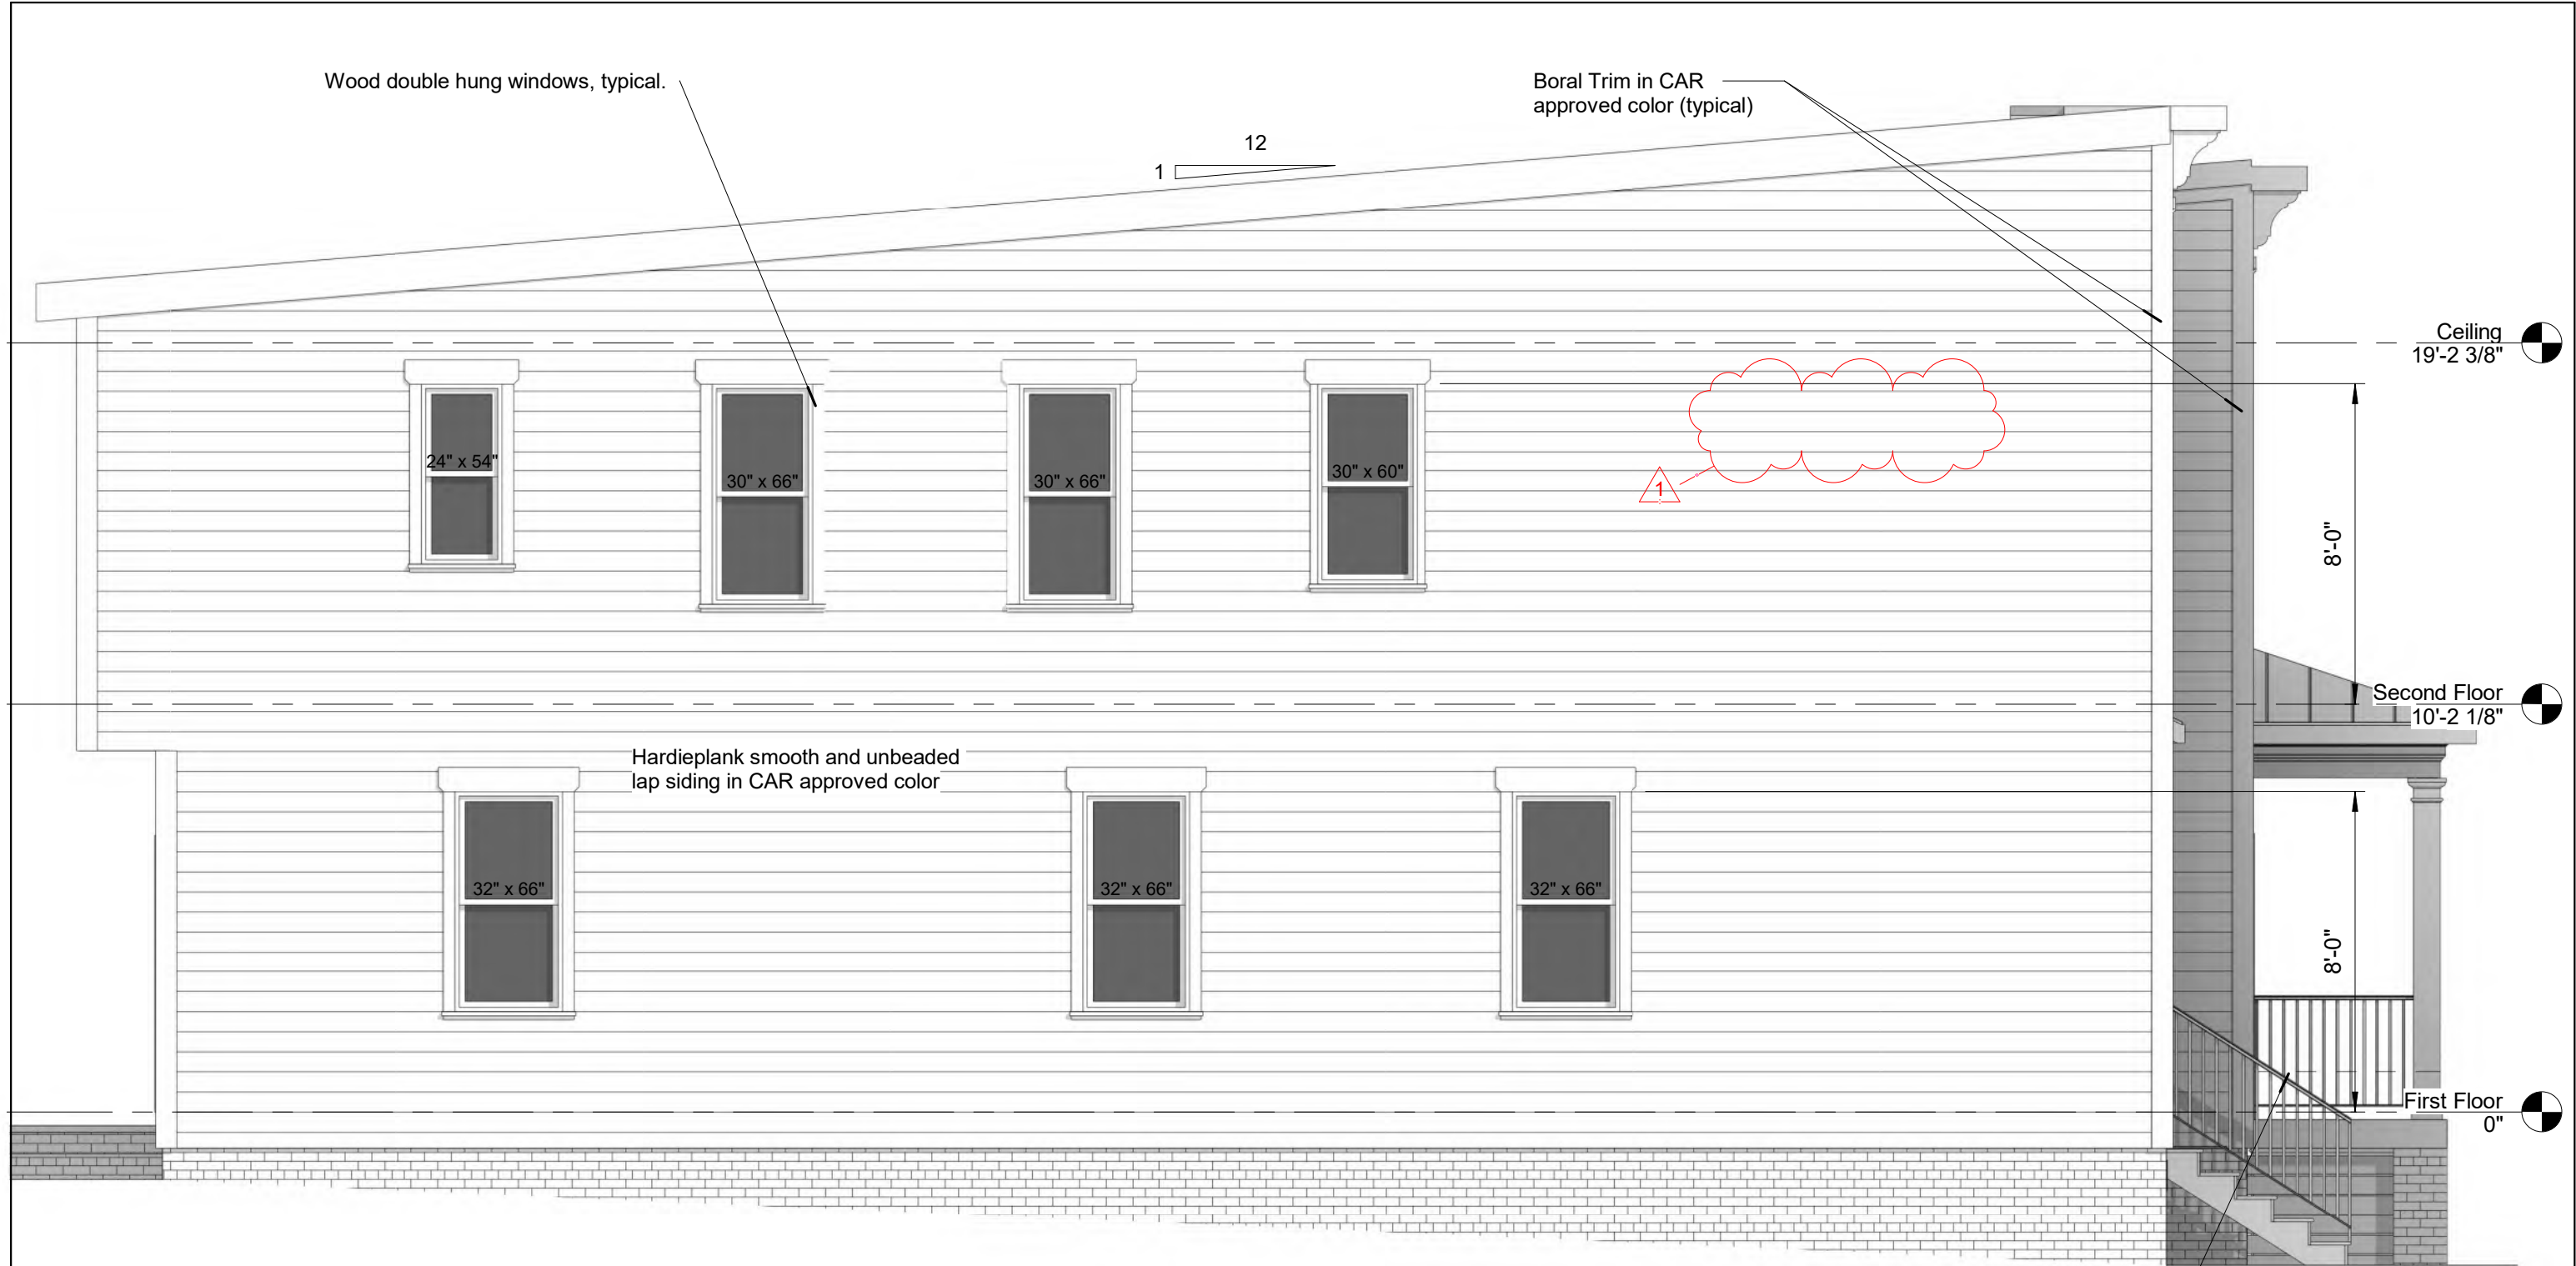 Wood double hung windows, typical.
Boral Trim in CAR
approved color (typical)
12
1
Ceiling
19'-2 3/8"
24" x 54"
30" x 66"
30" x 66"
30" x 60"
1
8'-0"
Second Floor
10'-2 1/8"
Hardieplank smooth and unbeaded
lap siding in CAR approved color
32" x 66"
32" x 66"
32" x 66"
8'-0"
First Floor
0"